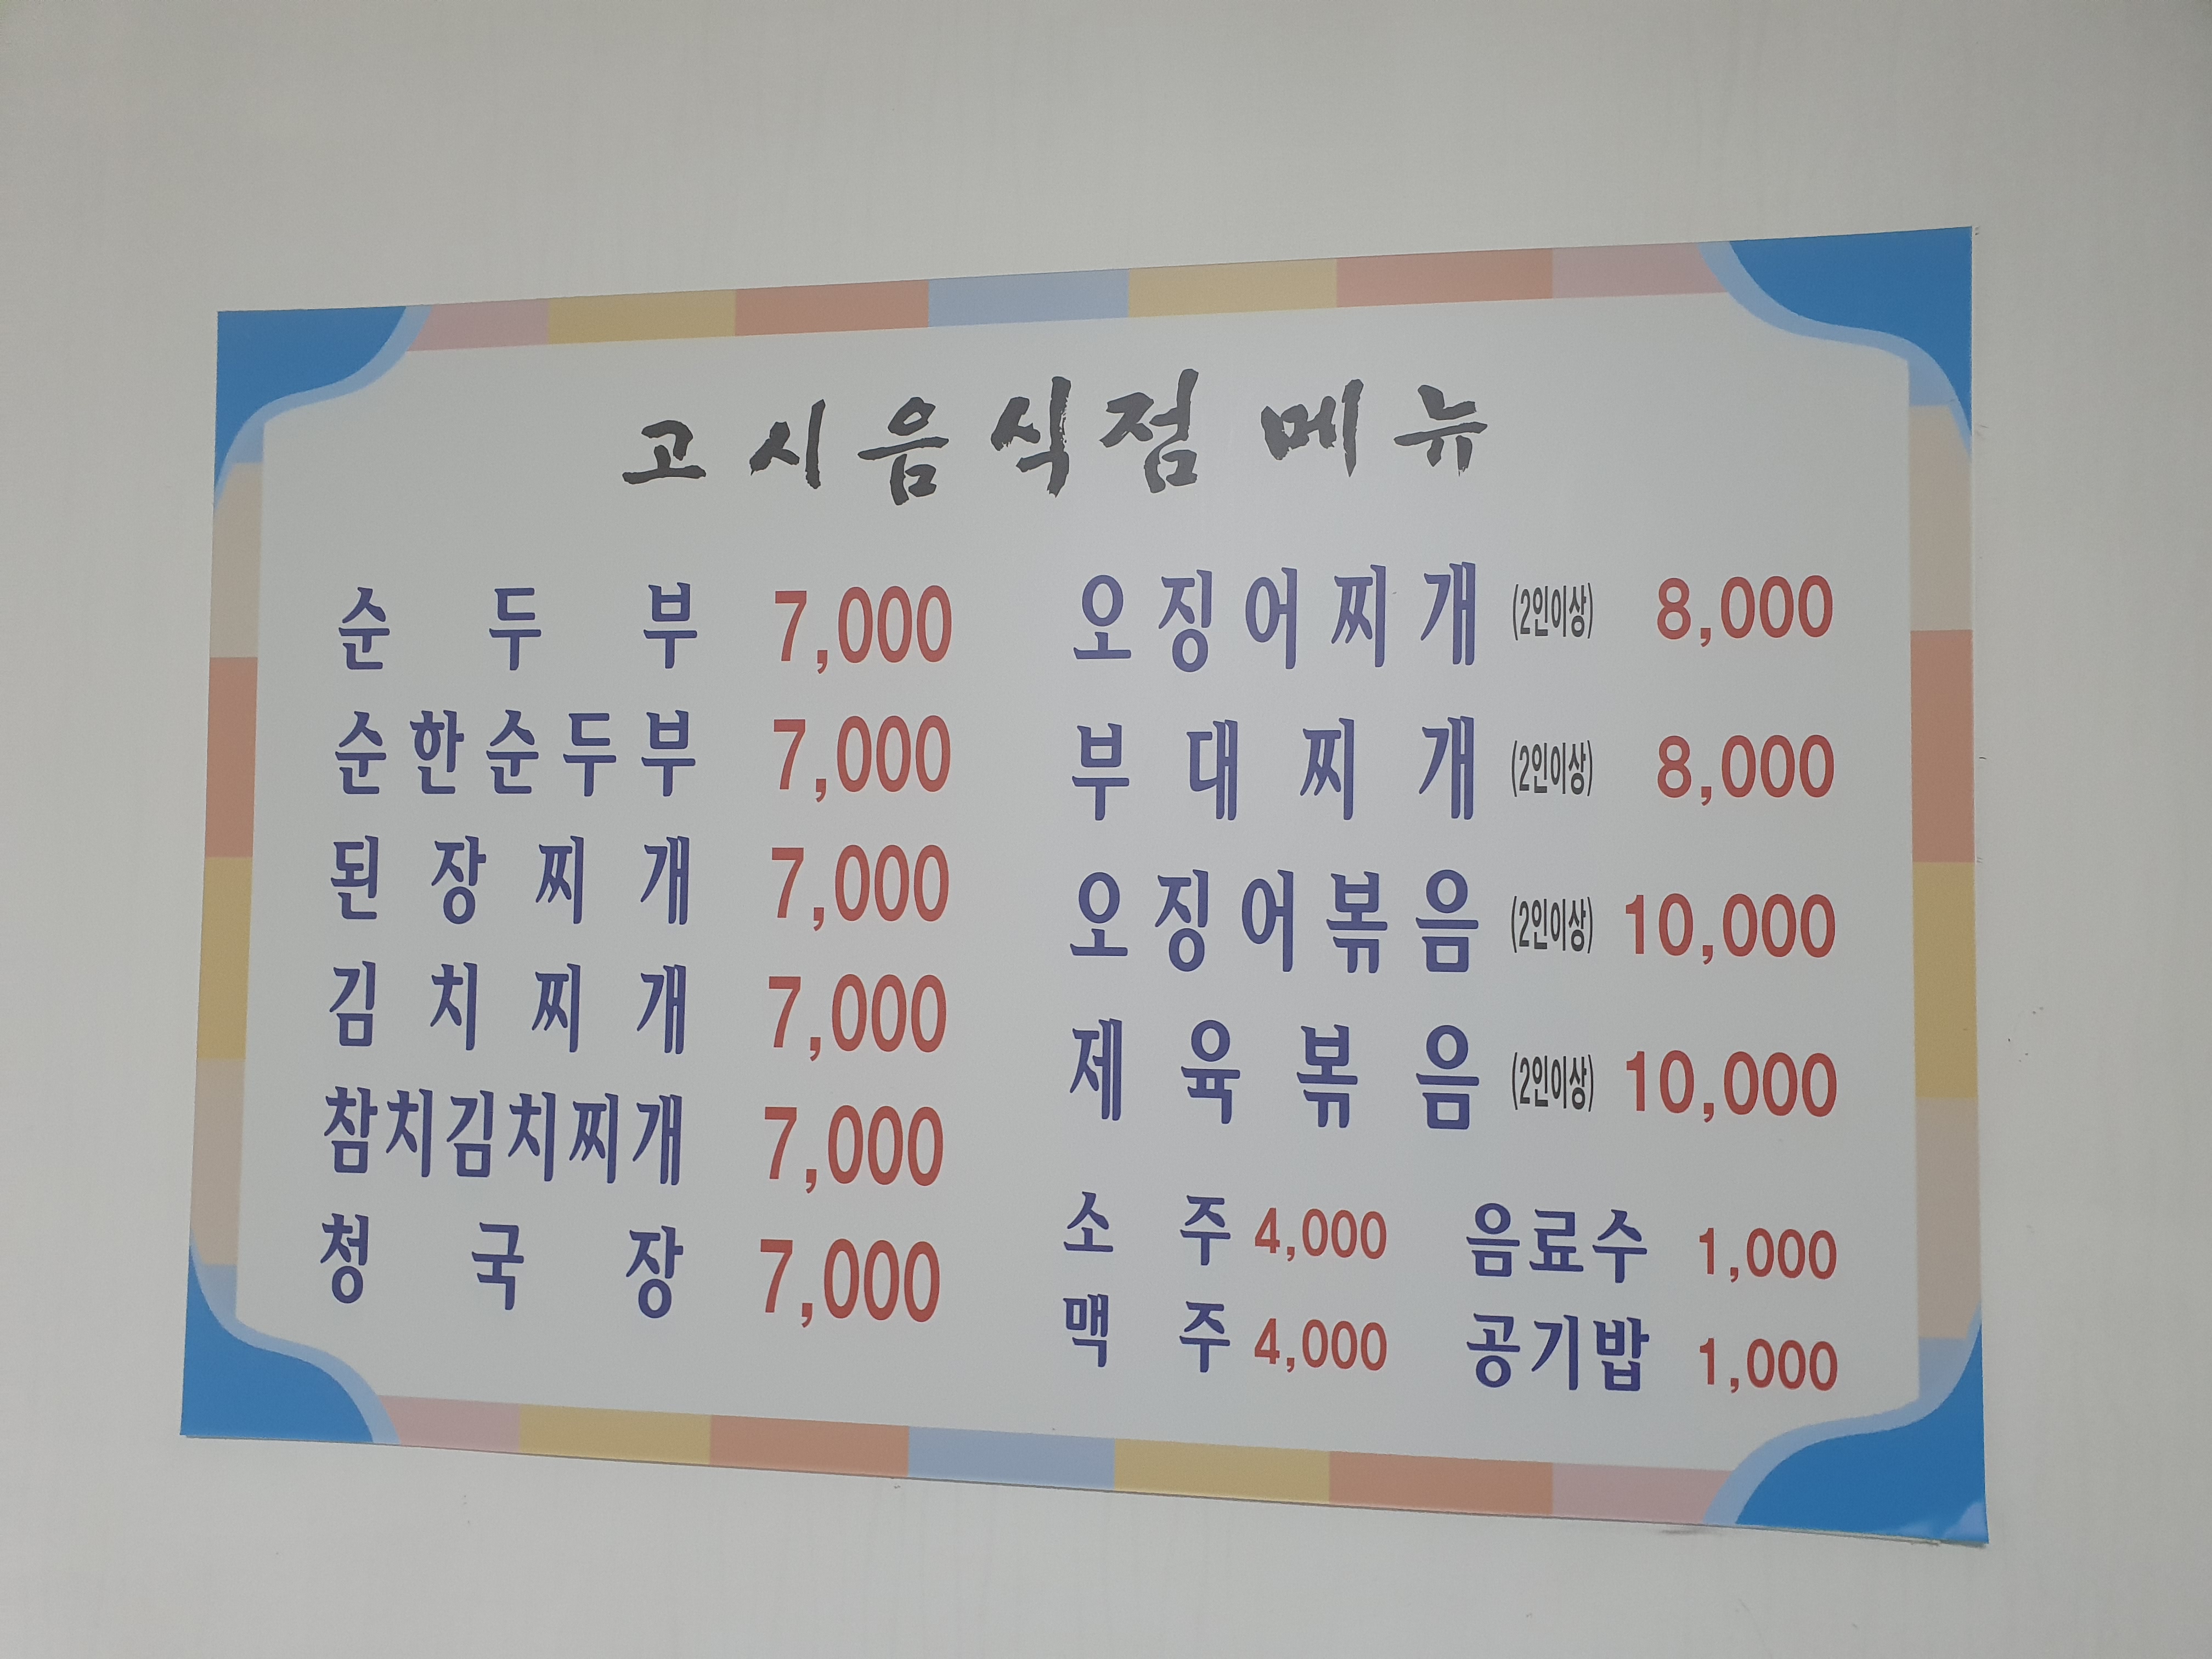 고시음식점 메뉴
순두부 7,000
순한순두부 7,000
된장찌개 7,000
김치찌개 7,000
참치김치찌개 7,000
청국장 7,000
오징어찌개 (2인이상) 8,000
부대찌개 (2인이상) 8,000
오징어볶음 (2인이상) 10,000
제육볶음 (2인이상) 10,000
소주 4,000 음료수 1,000
맥주 4,000 공기밥 1,000